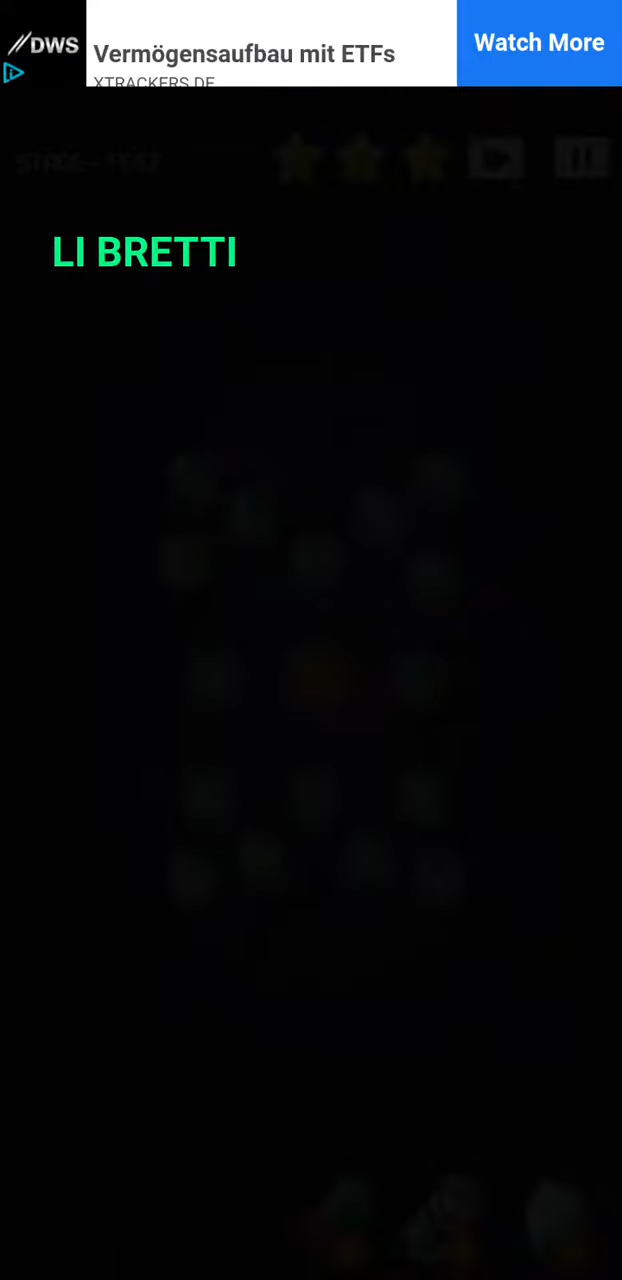 DWS
Vermögensaufbau mit ETFs
XTRACKERS.DE
Watch More
LI BRETTI